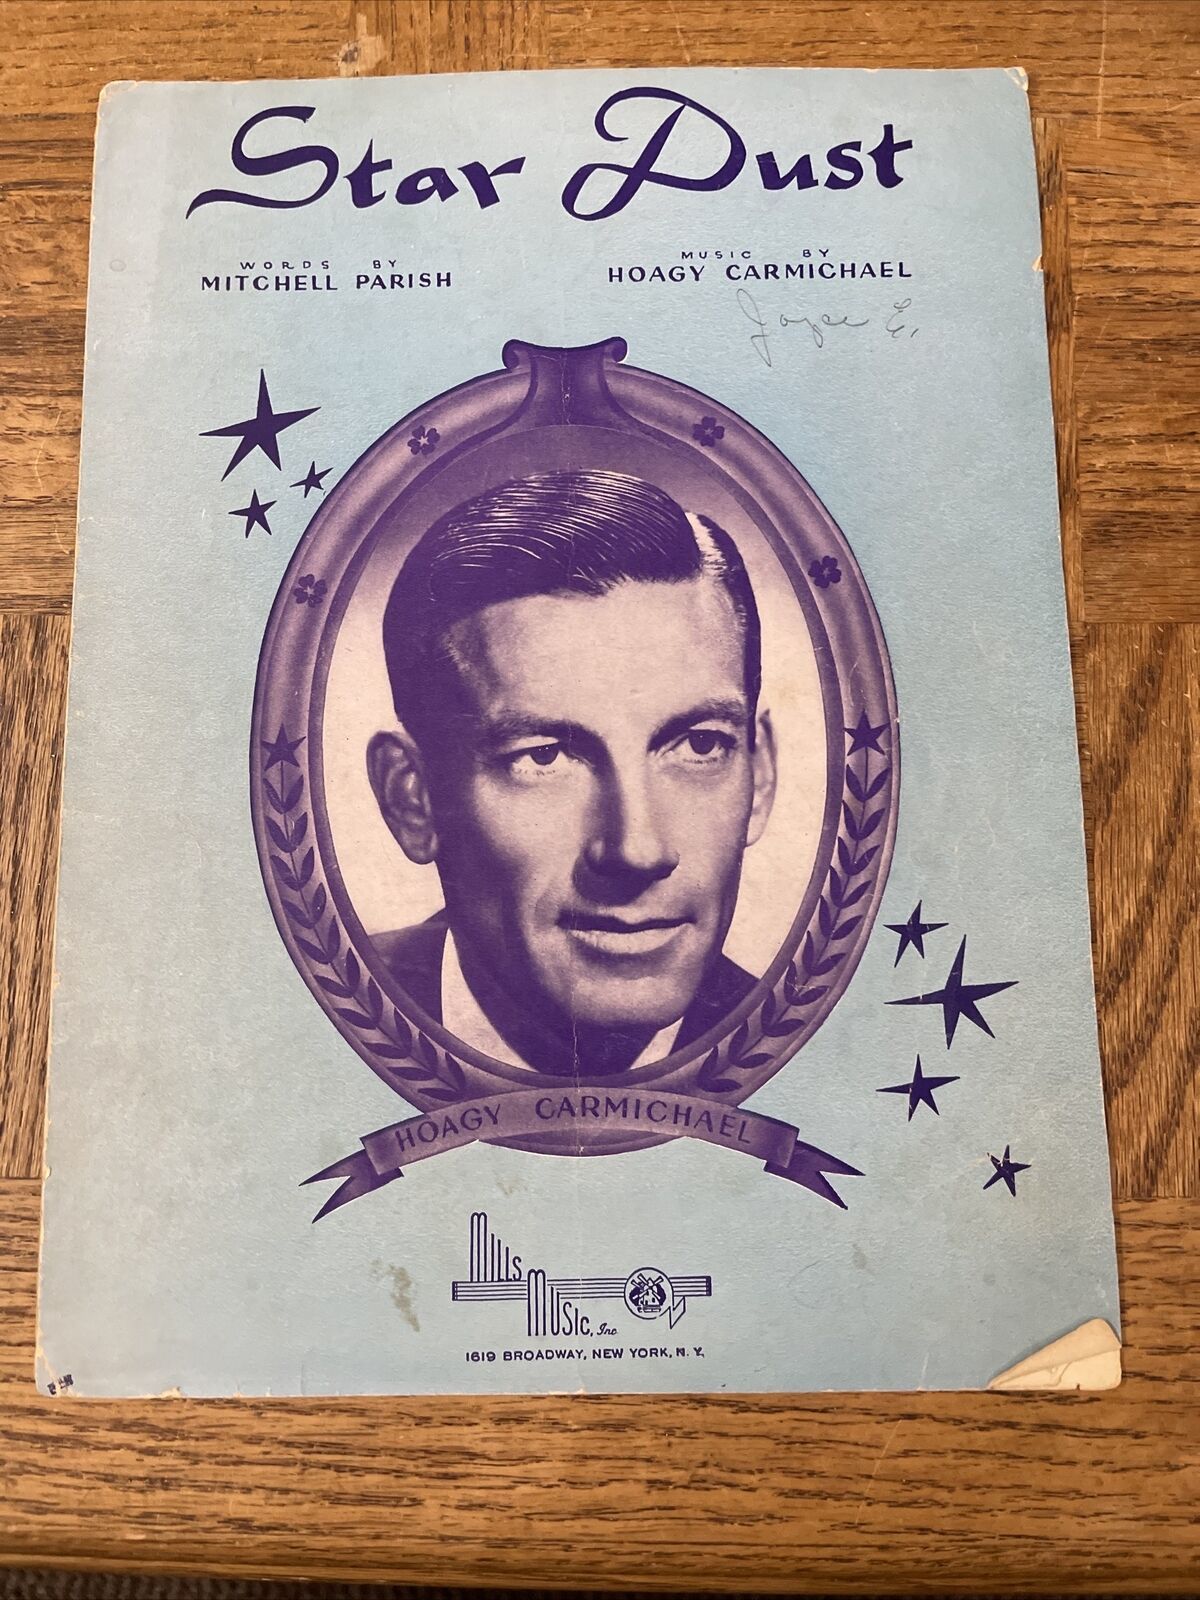 Star Dust
WORDS BY
MITCHELL PARISH
MUSIC BY
HOAGY CARMICHAEL
Joyce E.
HOAGY CARMICHAEL
MILLS
MUSIC, Inc
1619 BROADWAY, NEW YORK, N. Y.